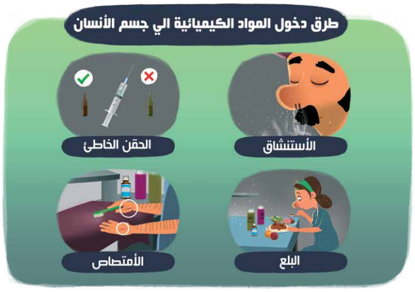 طرق دخول المواد الكيميائية الي جسم الأنسان
الأستنشاق
الحقن الخاطئ
البلع
الأمتصاص